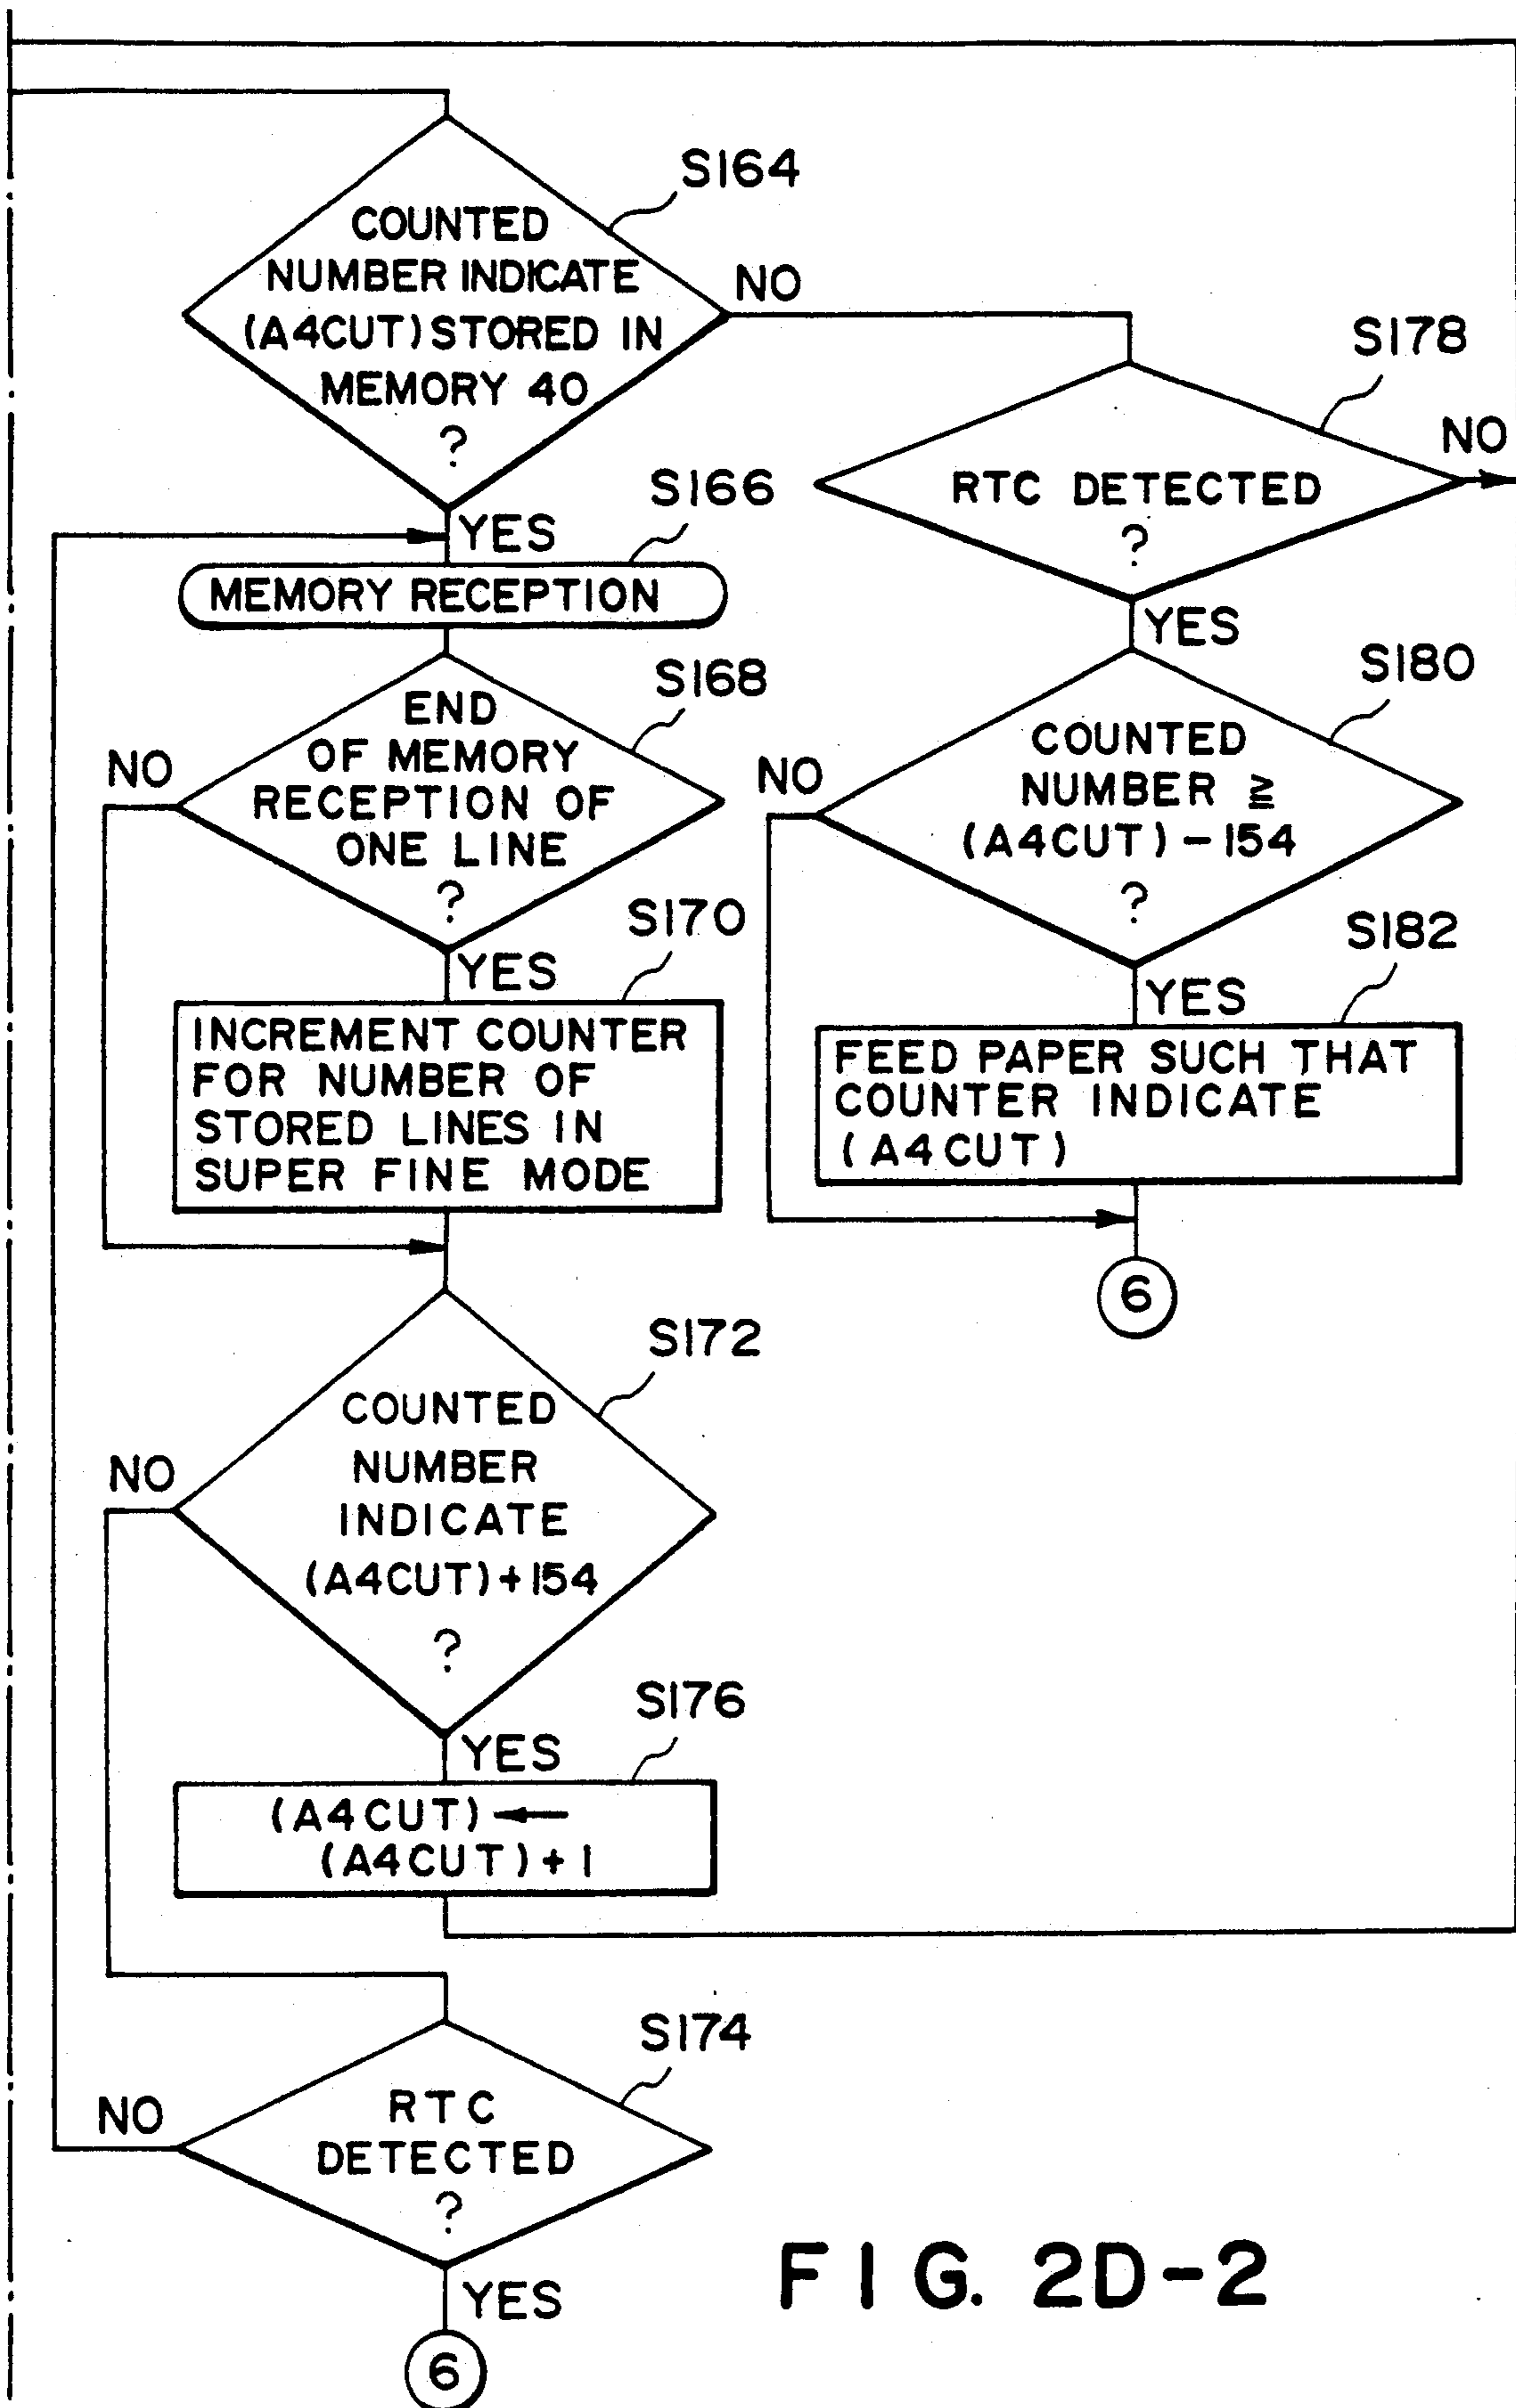 S164
COUNTED
NUMBER INDICATE
(A4CUT) STORED IN
MEMORY 40
?
NO
YES
S166
MEMORY RECEPTION
S168
END
OF MEMORY
RECEPTION OF
ONE LINE
?
NO
YES
S170
INCREMENT COUNTER
FOR NUMBER OF
STORED LINES IN
SUPER FINE MODE
S172
COUNTED
NUMBER
INDICATE
(A4CUT)+154
?
NO
YES
S176
(A4CUT) ←
(A4CUT)+1
S174
RTC
DETECTED
?
NO
YES
6
S178
RTC DETECTED
?
NO
YES
S180
COUNTED
NUMBER ≧
(A4CUT)-154
?
NO
YES
S182
FEED PAPER SUCH THAT
COUNTER INDICATE
(A4CUT)
6
FIG. 2D-2